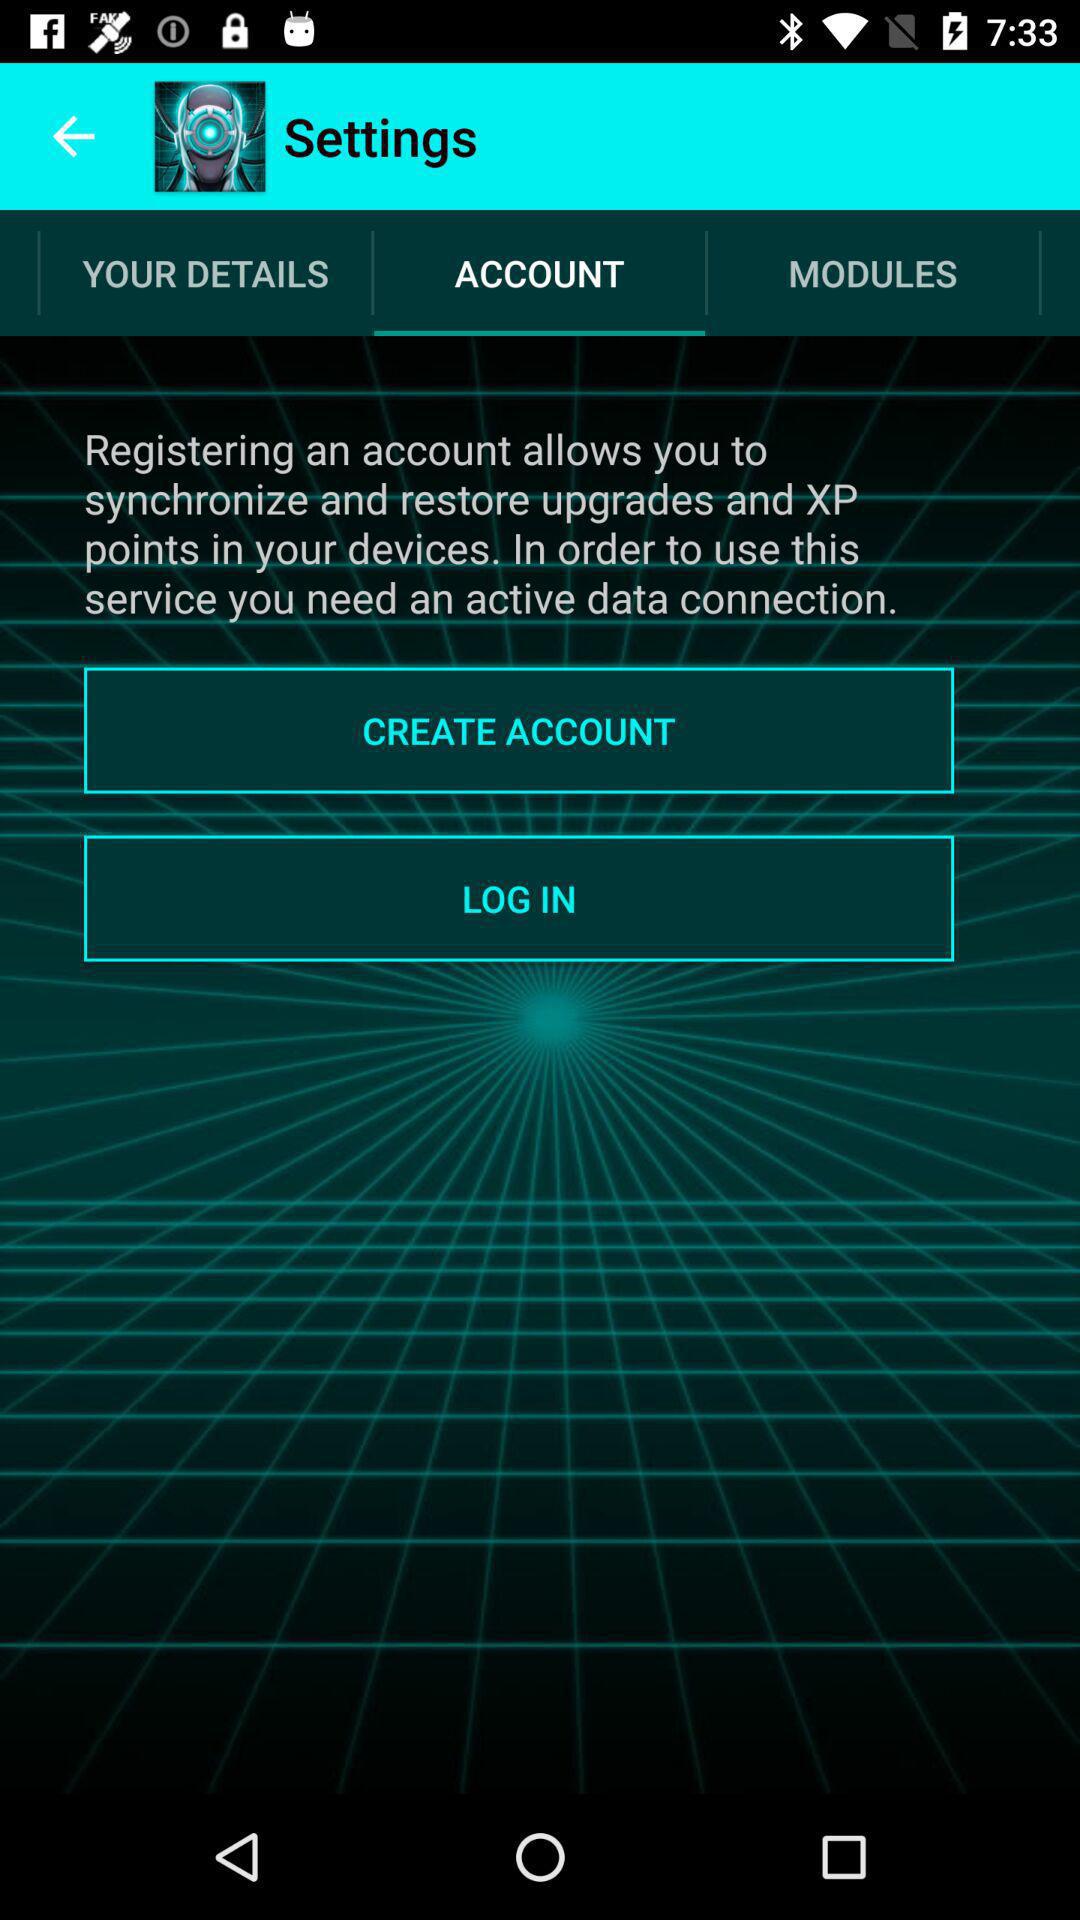 FAK
7:33
Settings
YOUR DETAILS
ACCOUNT
MODULES
Registering an account allows you to
synchronize and restore upgrades and XP
points in your devices. In order to use this
service you need an active data connection.
CREATE ACCOUNT
LOG IN